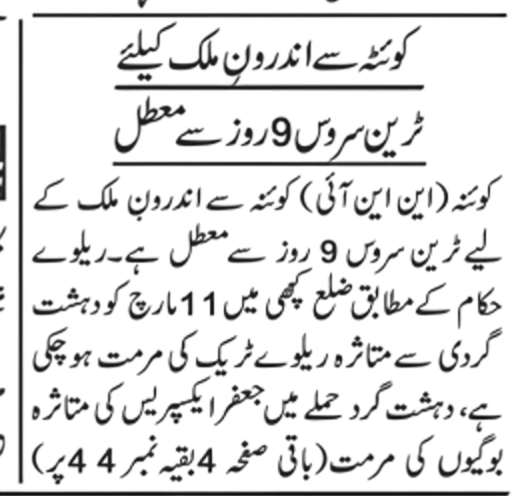 کوئٹہ سے اندرون ملک کیلئے
ٹرین سروس 9 روز سے معطل
کوئٹہ (این این آئی) کوئٹہ سے اندرون ملک کے
لیے ٹرین سروس 9 روز سے معطل ہے۔ ریلوے
حکام کے مطابق ضلع کچھی میں 11 مارچ کو دہشت
گردی سے متاثرہ ریلوے ٹریک کی مرمت ہو چکی
ہے، دہشت گرد حملے میں جعفر ایکسپریس کی متاثرہ
بوگیوں کی مرمت (باقی صفحہ 4 بقیہ نمبر 44 پر)